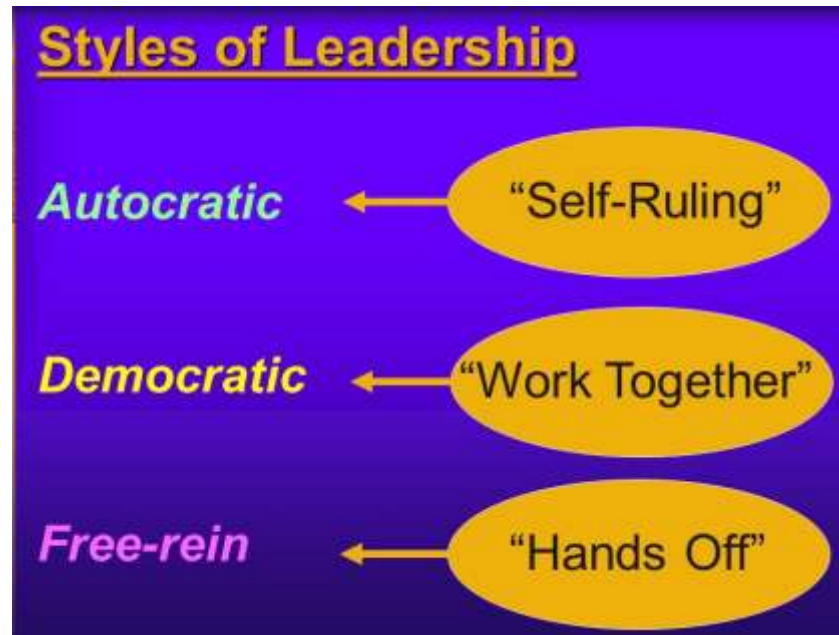 Styles of Leadership
Autocratic
“Self-Ruling”
Democratic
“Work Together”
Free-rein
“Hands Off”